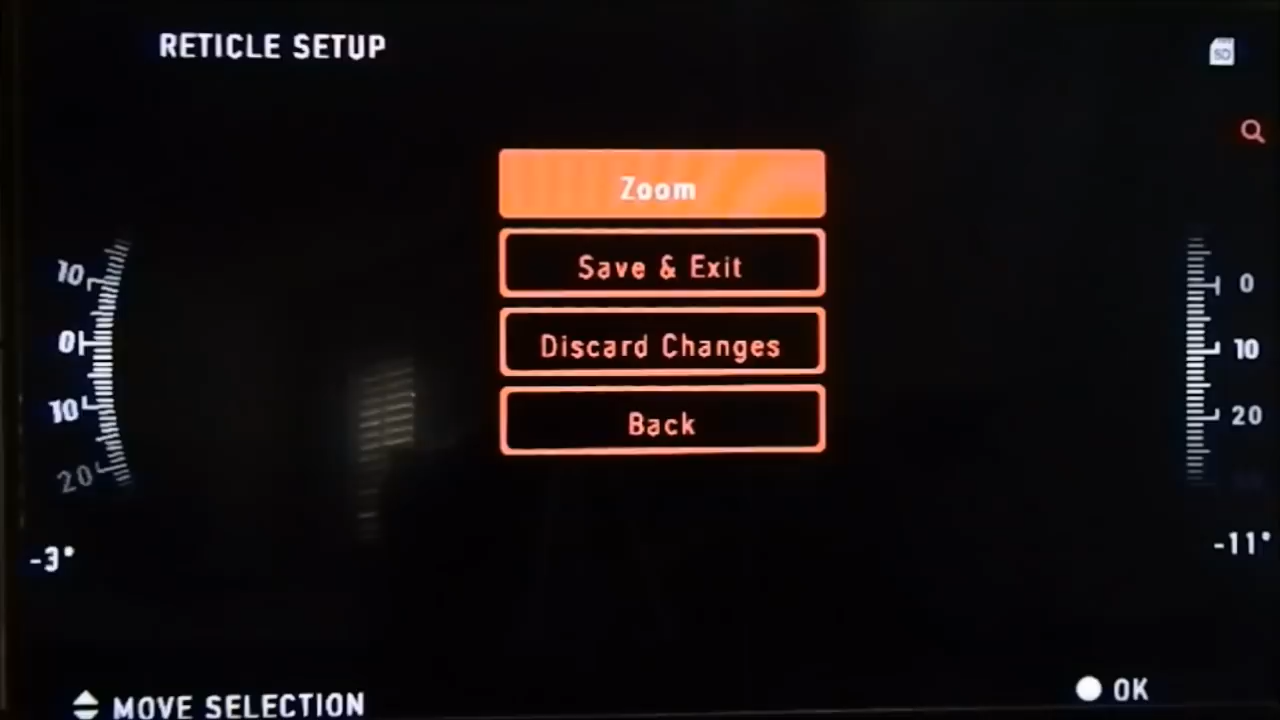 RETICLE SETUP
SD
Zoom
Save & Exit
Discard Changes
Back
10
0
10
20
-3°
0
10
20
-11°
MOVE SELECTION
OK